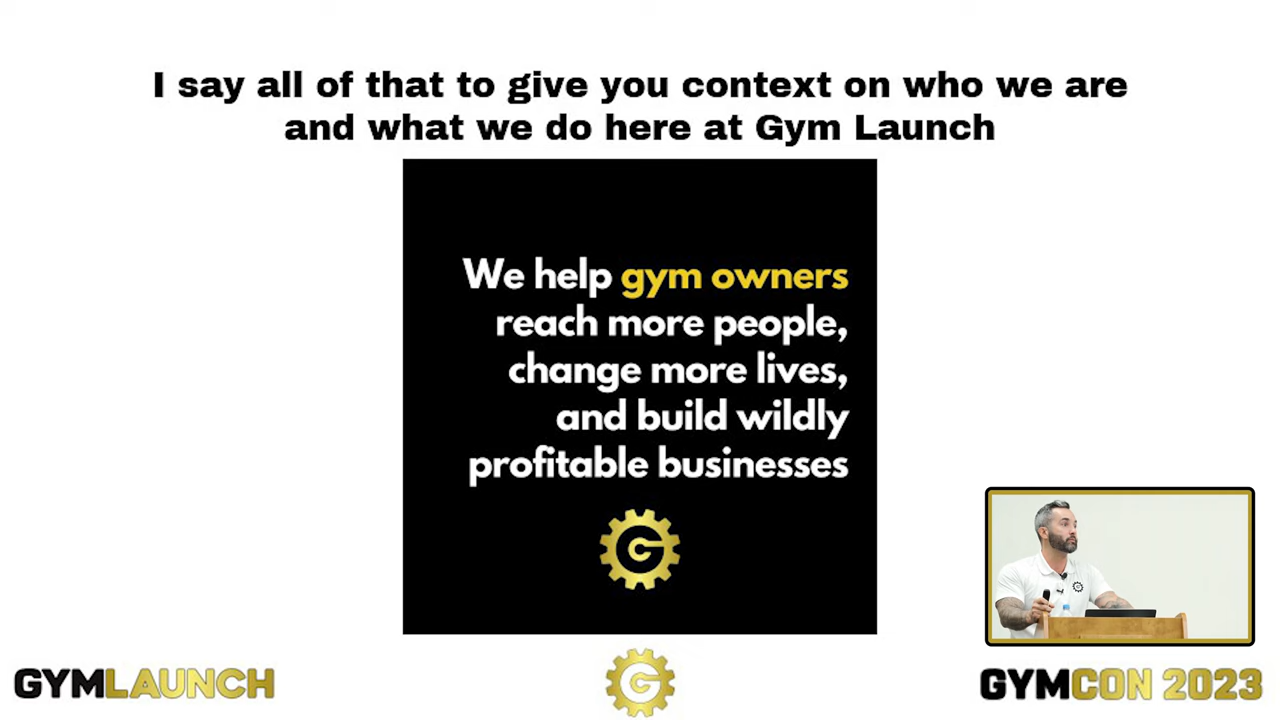 I say all of that to give you context on who we are
and what we do here at Gym Launch
We help gym owners
reach more people,
change more lives,
and build wildly
profitable businesses
GYMLAUNCH
GYMCON 2023